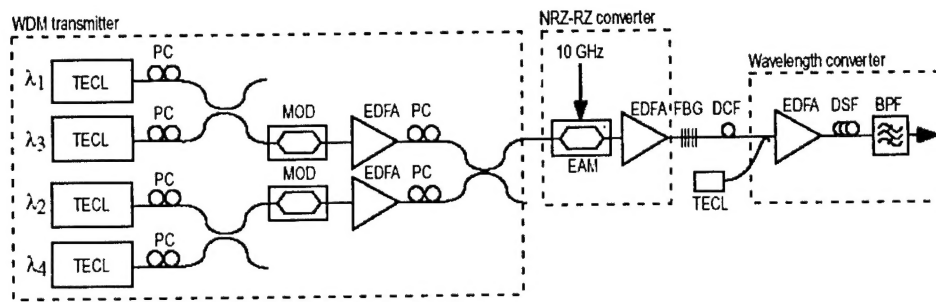 WDM transmitter
NRZ-RZ converter
Wavelength converter
10 GHz
λ1 TECL PC
λ3 TECL PC
λ2 TECL PC
λ4 TECL PC
MOD EDFA PC
MOD EDFA PC
EAM
EDFA FBG DCF
TECL
EDFA DSF BPF